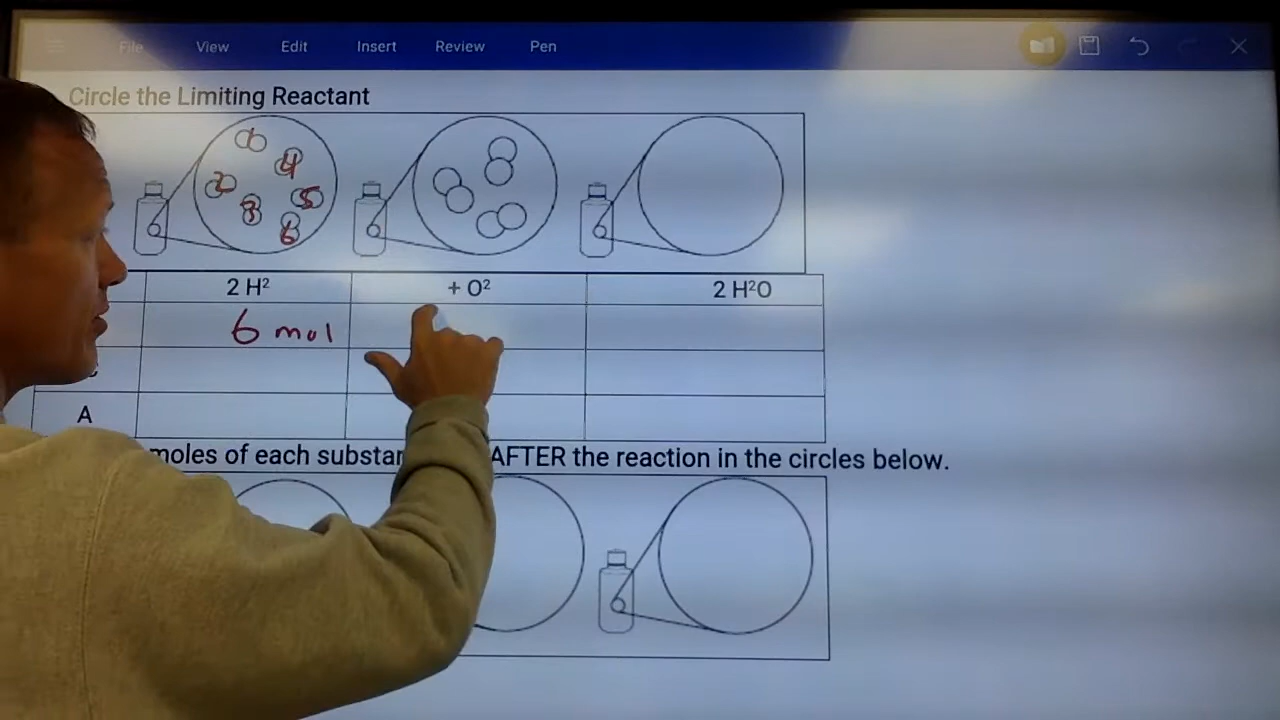 File View Edit Insert Review Pen
Circle the Limiting Reactant
1 4
2 5
3 6
2 H² + O² 2 H²O
6 mol
A
moles of each substan AFTER the reaction in the circles below.